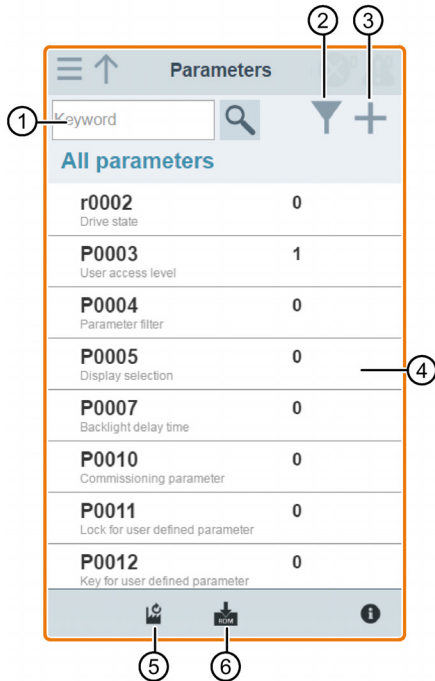 2 3
Parameters
1 Keyword
All parameters
r0002 0
Drive state
P0003 1
User access level
P0004 0
Parameter filter
P0005 0
Display selection
4
P0007 0
Backlight delay time
P0010 0
Commissioning parameter
P0011 0
Lock for user defined parameter
P0012 0
Key for user defined parameter
ROM
5 6